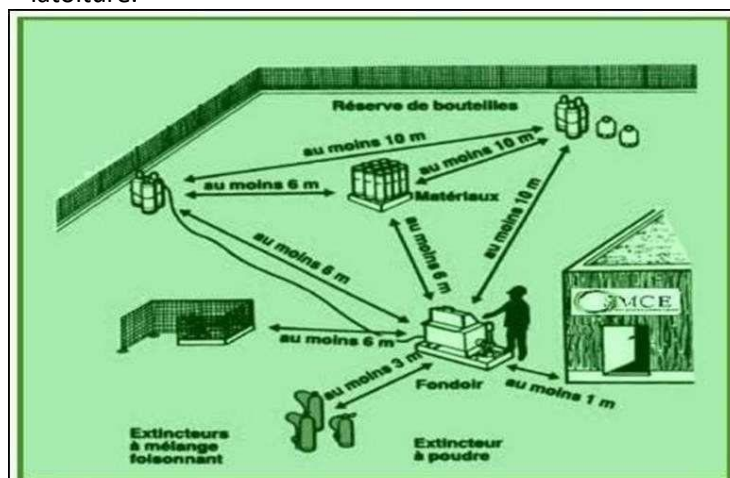 latoiture.
Réserve de bouteilles
au moins 10 m
au moins 10 m
au moins 6 m
Matériaux
au moins 10 m
au moins 6 m
au moins 6 m
MCE
au moins 6 m
au moins 3 m
Fondoir
au moins 1 m
Extincteurs
à mélange
foisonnant
Extincteur
à poudre